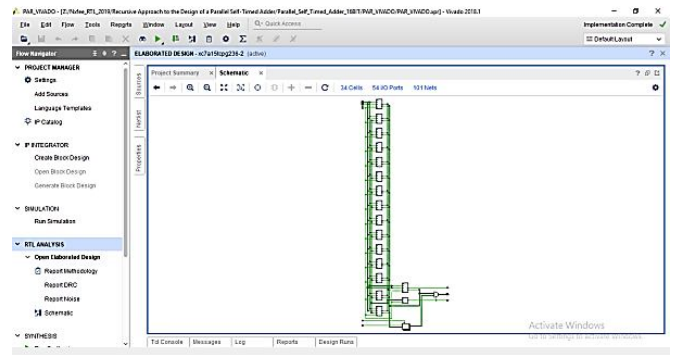 PAR_VIVADO - [Z:/Nxfee_RTL_2019/Recursive Approach to the Design of a Parallel Self-Timed Adder/Parallel_Self_Timed_Adder_16BIT/PAR_VIVADO/PAR_VIVADO.xpr] - Vivado 2018.1
File Edit Flow Tools Reports Window Layout View Help Q- Quick Access
Implementation Complete
Default Layout
Flow Navigator
ELABORATED DESIGN - xc7a15tcpg236-2 (active)
PROJECT MANAGER
Settings
Add Sources
Language Templates
IP Catalog
IP INTEGRATOR
Create Block Design
Open Block Design
Generate Block Design
SIMULATION
Run Simulation
RTL ANALYSIS
Open Elaborated Design
Report Methodology
Report DRC
Report Noise
Schematic
SYNTHESIS
Sources
Netlist
Properties
Project Summary
Schematic
34 Cells 54 I/O Ports 101 Nets
Activate Windows
Go to Settings to activate Windows.
Tcl Console Messages Log Reports Design Runs